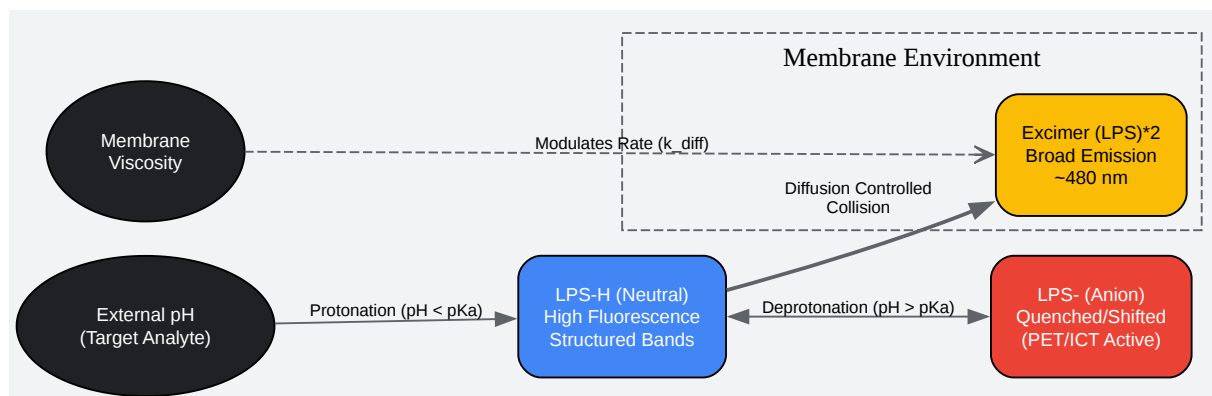 Membrane Environment
Membrane
Viscosity
Modulates Rate (k_diff)
Excimer (LPS)*2
Broad Emission
~480 nm
Diffusion Controlled
Collision
External pH
(Target Analyte)
Protonation (pH < pKa)
LPS-H (Neutral)
High Fluorescence
Structured Bands
Deprotonation (pH > pKa)
LPS- (Anion)
Quenched/Shifted
(PET/ICT Active)